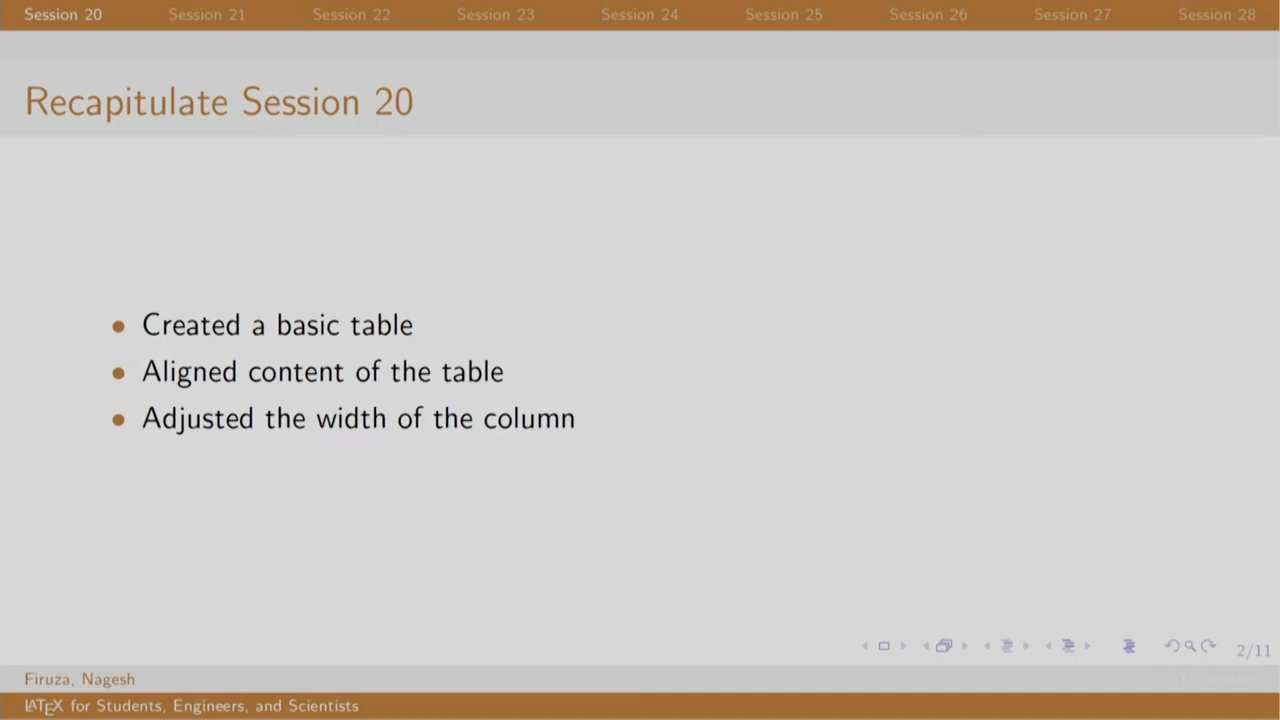 Session 20 Session 21 Session 22 Session 23 Session 24 Session 25 Session 26 Session 27 Session 28
Recapitulate Session 20
• Created a basic table
• Aligned content of the table
• Adjusted the width of the column
2/11
Firuza, Nagesh
LATEX for Students, Engineers, and Scientists